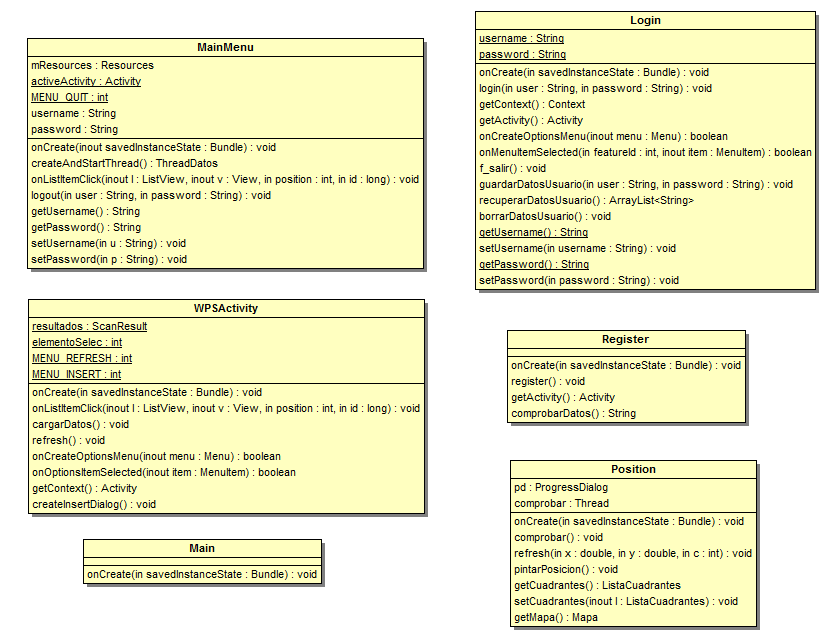 MainMenu
mResources : Resources
activeActivity : Activity
MENU_QUIT : int
username : String
password : String
onCreate(inout savedInstanceState : Bundle) : void
createAndStartThread() : ThreadDatos
onListItemClick(inout l : ListView, inout v : View, in position : int, in id : long) : void
logout(in user : String, in password : String) : void
getUsername() : String
getPassword() : String
setUsername(in u : String) : void
setPassword(in p : String) : void
Login
username : String
password : String
onCreate(in savedInstanceState : Bundle) : void
login(in user : String, in password : String) : void
getContext() : Context
getActivity() : Activity
onCreateOptionsMenu(inout menu : Menu) : boolean
onMenuItemSelected(in featureId : int, inout item : MenuItem) : boolean
f_salir() : void
guardarDatosUsuario(in user : String, in password : String) : void
recuperarDatosUsuario() : ArrayList<String>
borrarDatosUsuario() : void
getUsername() : String
setUsername(in username : String) : void
getPassword() : String
setPassword(in password : String) : void
WPSActivity
resultados : ScanResult
elementoSelec : int
MENU_REFRESH : int
MENU_INSERT : int
onCreate(in savedInstanceState : Bundle) : void
onListItemClick(inout l : ListView, inout v : View, in position : int, in id : long) : void
cargarDatos() : void
refresh() : void
onCreateOptionsMenu(inout menu : Menu) : boolean
onOptionsItemSelected(inout item : MenuItem) : boolean
getContext() : Activity
createInsertDialog() : void
Register
onCreate(in savedInstanceState : Bundle) : void
register() : void
getActivity() : Activity
comprobarDatos() : String
Main
onCreate(in savedInstanceState : Bundle) : void
Position
pd : ProgressDialog
comprobar : Thread
onCreate(in savedInstanceState : Bundle) : void
comprobar() : void
refresh(in x : double, in y : double, in c : int) : void
pintarPosicion() : void
getCuadrantes() : ListaCuadrantes
setCuadrantes(inout l : ListaCuadrantes) : void
getMapa() : Mapa